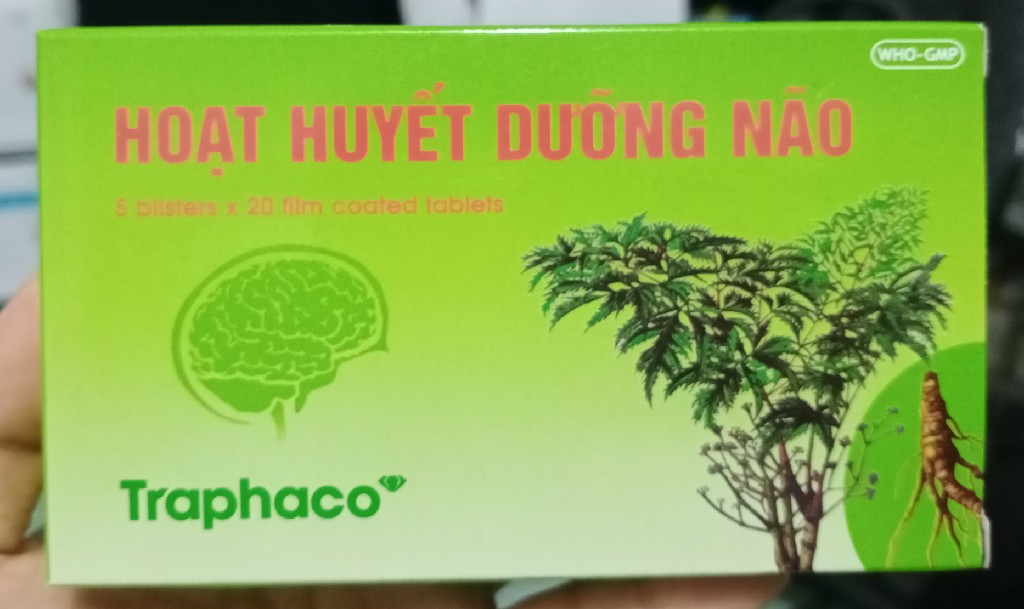 WHO-GMP
HOẠT HUYẾT DƯỠNG NÃO
5 blisters x 20 film coated tablets
Traphaco